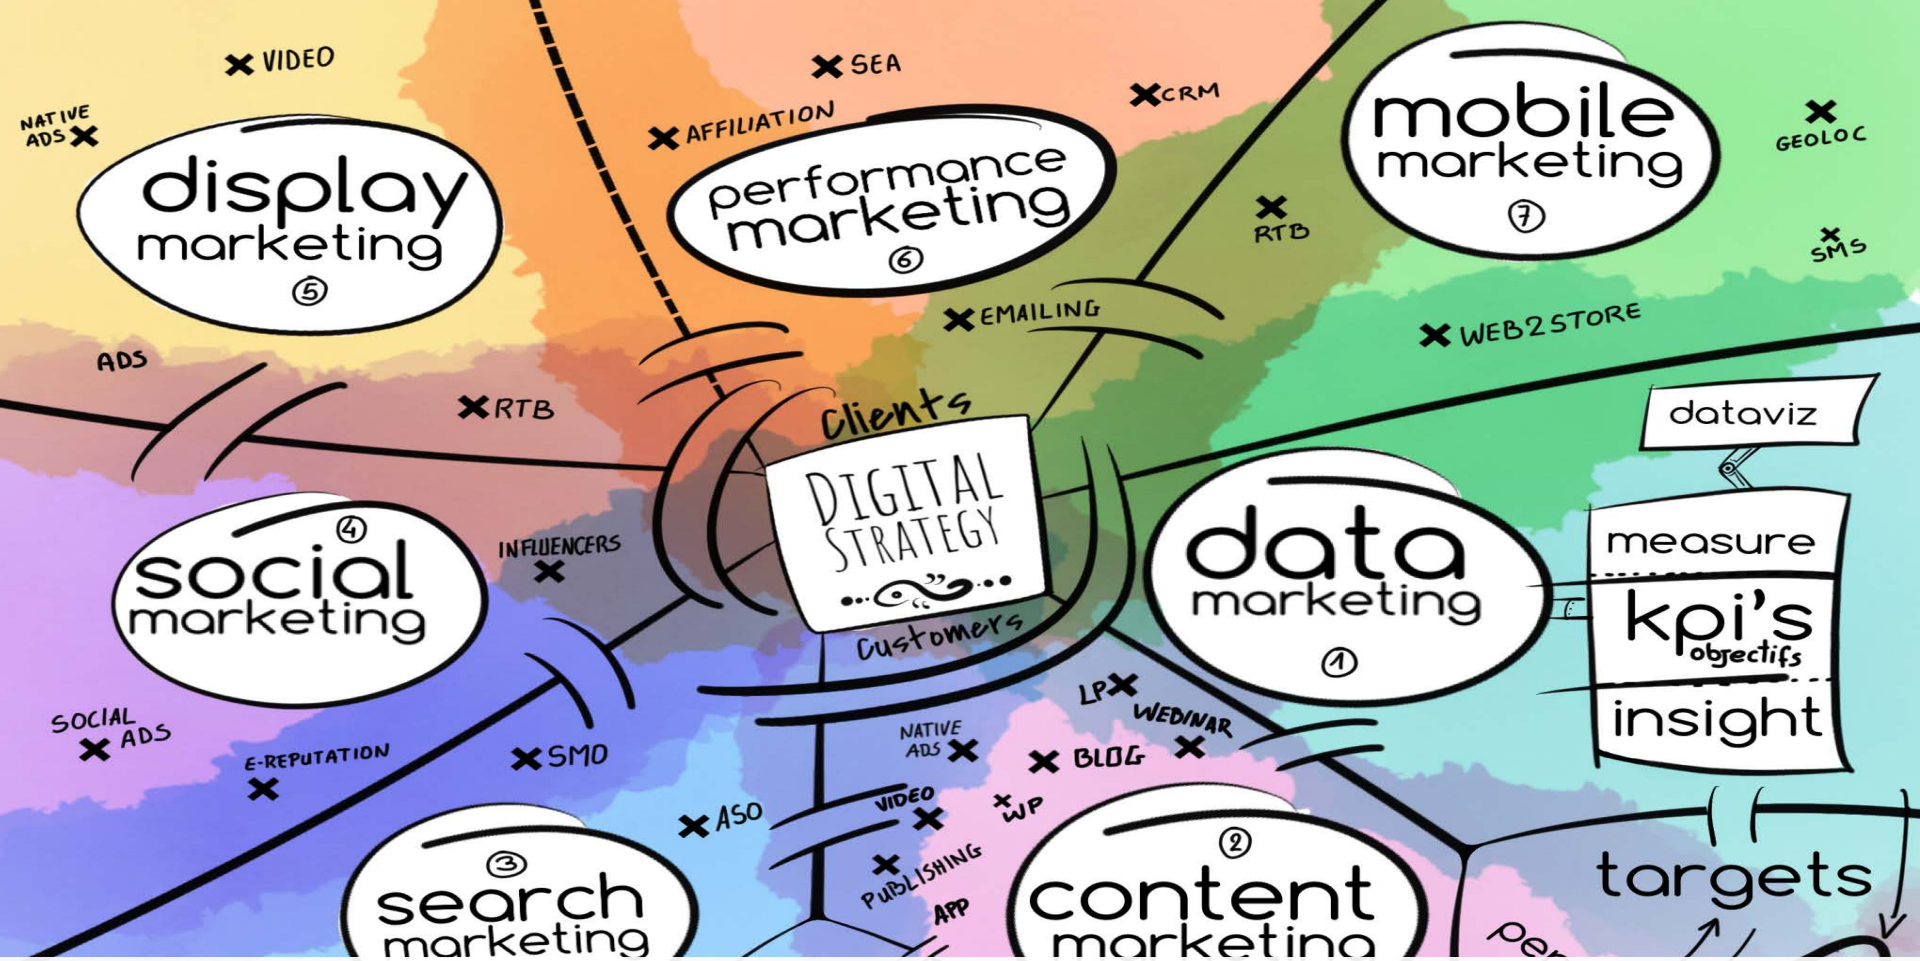 VIDEO
NATIVE
ADS
display
marketing
5
ADS
RTB
SEA
AFFILIATION
CRM
performance
marketing
6
EMAILING
mobile
marketing
7
GEOLOC
RTB
SMS
WEB2STORE
Clients
DIGITAL
STRATEGY
Customers
dataviz
measure
kpi's
objectifs
insight
data
marketing
1
4
social
marketing
INFLUENCERS
SOCIAL
ADS
E-REPUTATION
SMO
3
search
marketing
ASO
NATIVE
ADS
VIDEO
PUBLISHING
APP
WP
BLOG
LP
WEDINAR
2
content
marketing
targets